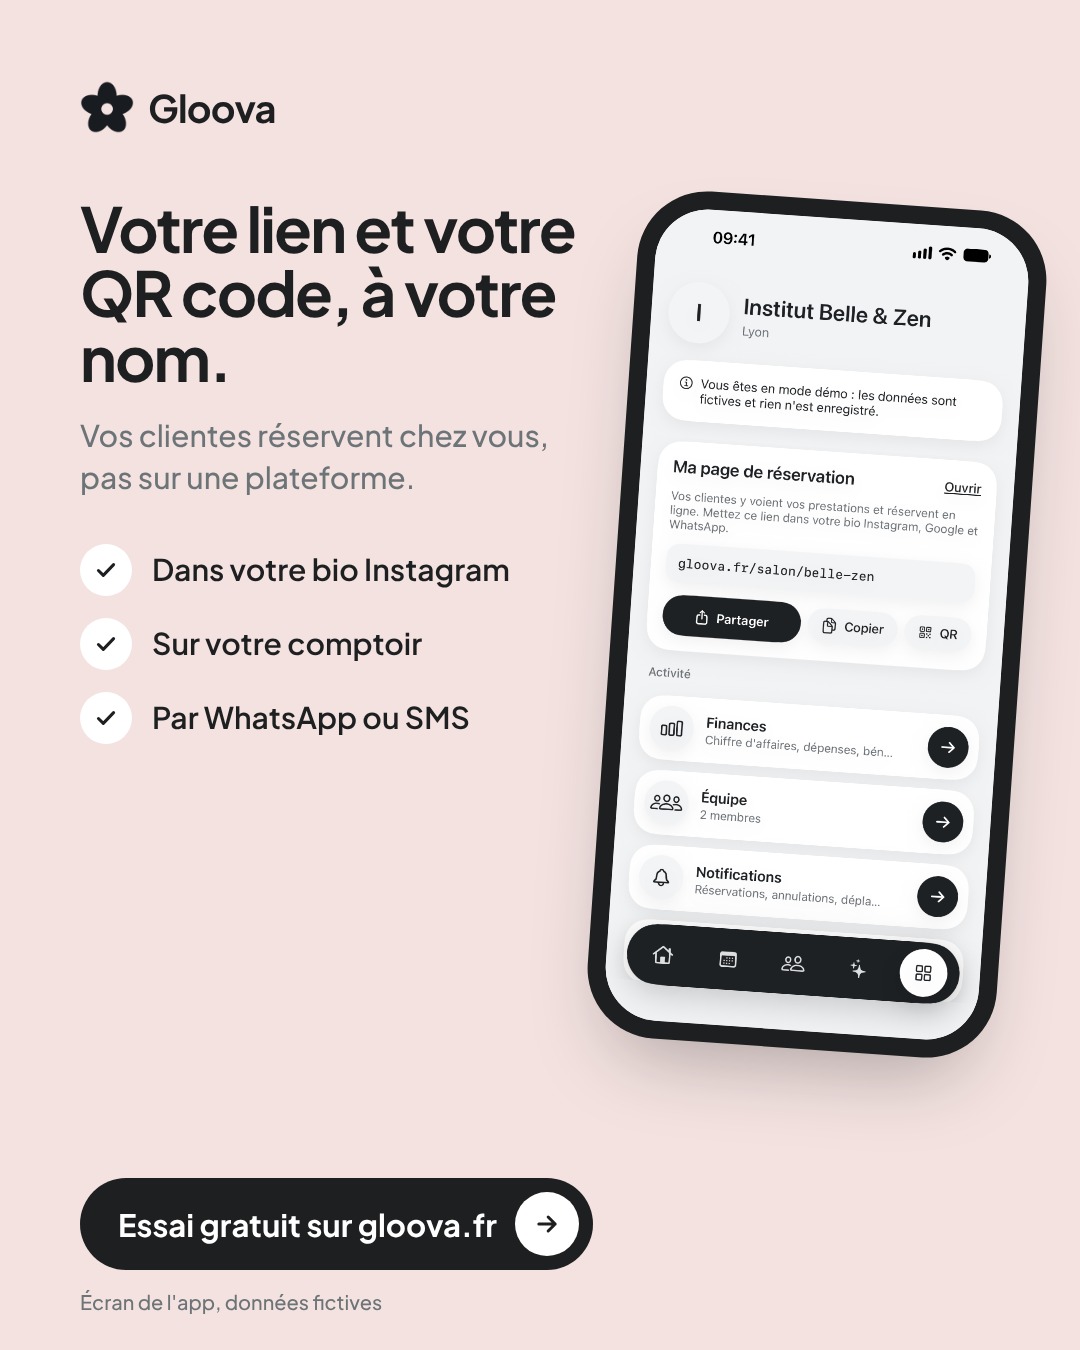 Gloova
Votre lien et votre
QR code, à votre
nom.
Vos clientes réservent chez vous,
pas sur une plateforme.
Dans votre bio Instagram
Sur votre comptoir
Par WhatsApp ou SMS
09:41
I
Institut Belle & Zen
Lyon
Vous êtes en mode démo : les données sont
fictives et rien n'est enregistré.
Ma page de réservation
Ouvrir
Vos clientes y voient vos prestations et réservent en
ligne. Mettez ce lien dans votre bio Instagram, Google et
WhatsApp.
gloova.fr/salon/belle-zen
Partager
Copier
QR
Activité
Finances
Chiffre d'affaires, dépenses, bén...
Équipe
2 membres
Notifications
Réservations, annulations, dépla...
Essai gratuit sur gloova.fr
Écran de l'app, données fictives